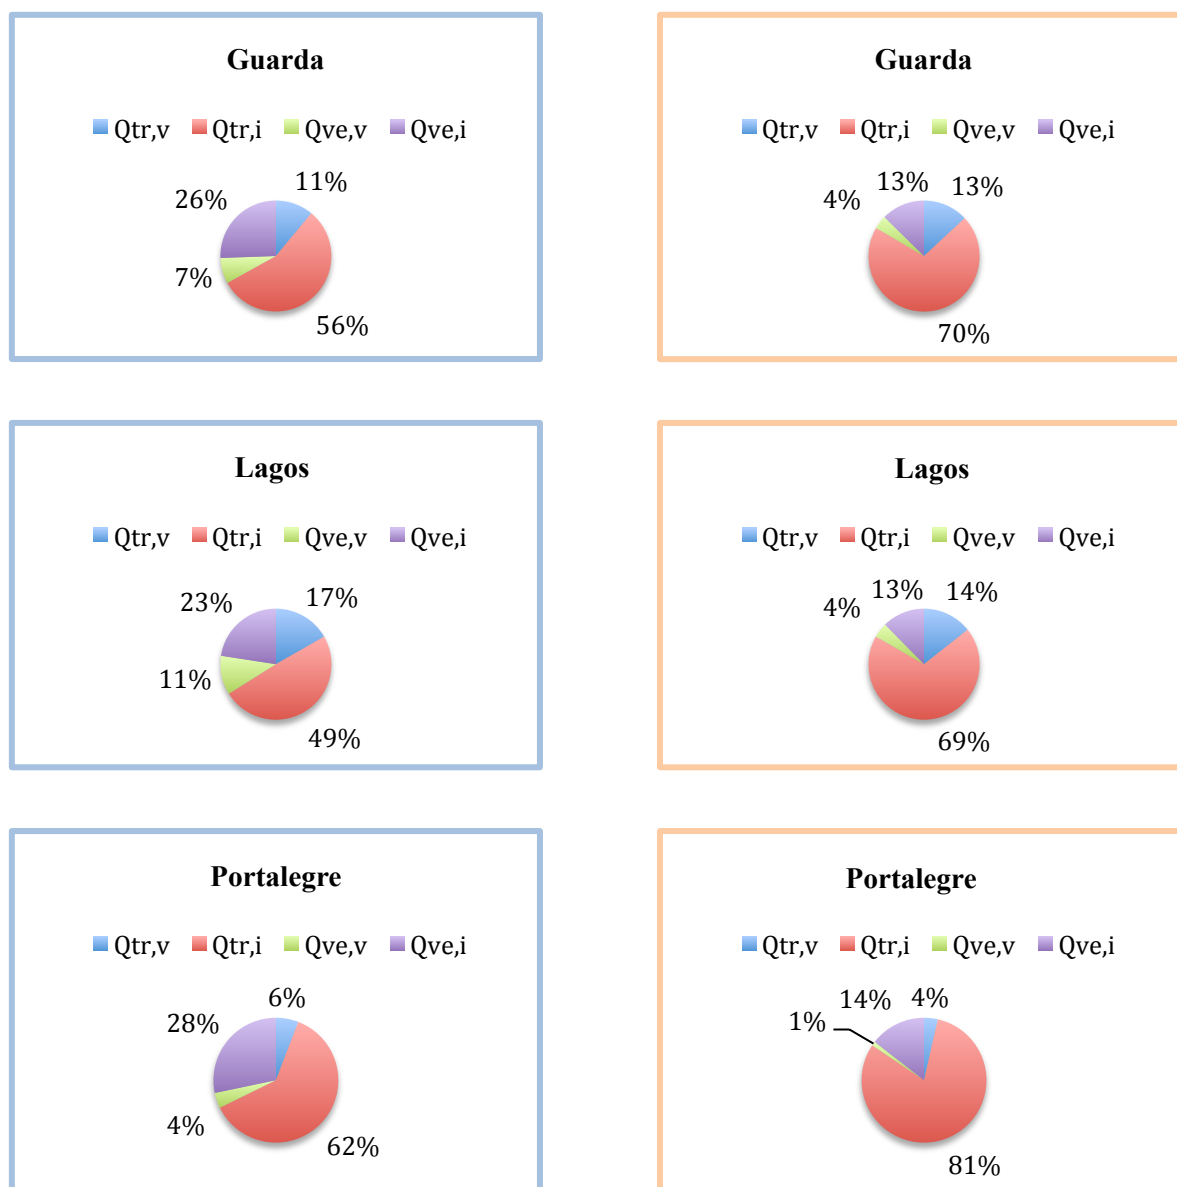 Guarda
Qtr,v Qtr,i Qve,v Qve,i
26% 11%
7%
56%
Guarda
Qtr,v Qtr,i Qve,v Qve,i
4% 13% 13%
70%
Lagos
Qtr,v Qtr,i Qve,v Qve,i
23% 17%
11%
49%
Lagos
Qtr,v Qtr,i Qve,v Qve,i
4% 13% 14%
69%
Portalegre
Qtr,v Qtr,i Qve,v Qve,i
6%
28%
4%
62%
Portalegre
Qtr,v Qtr,i Qve,v Qve,i
14% 4%
1%
81%